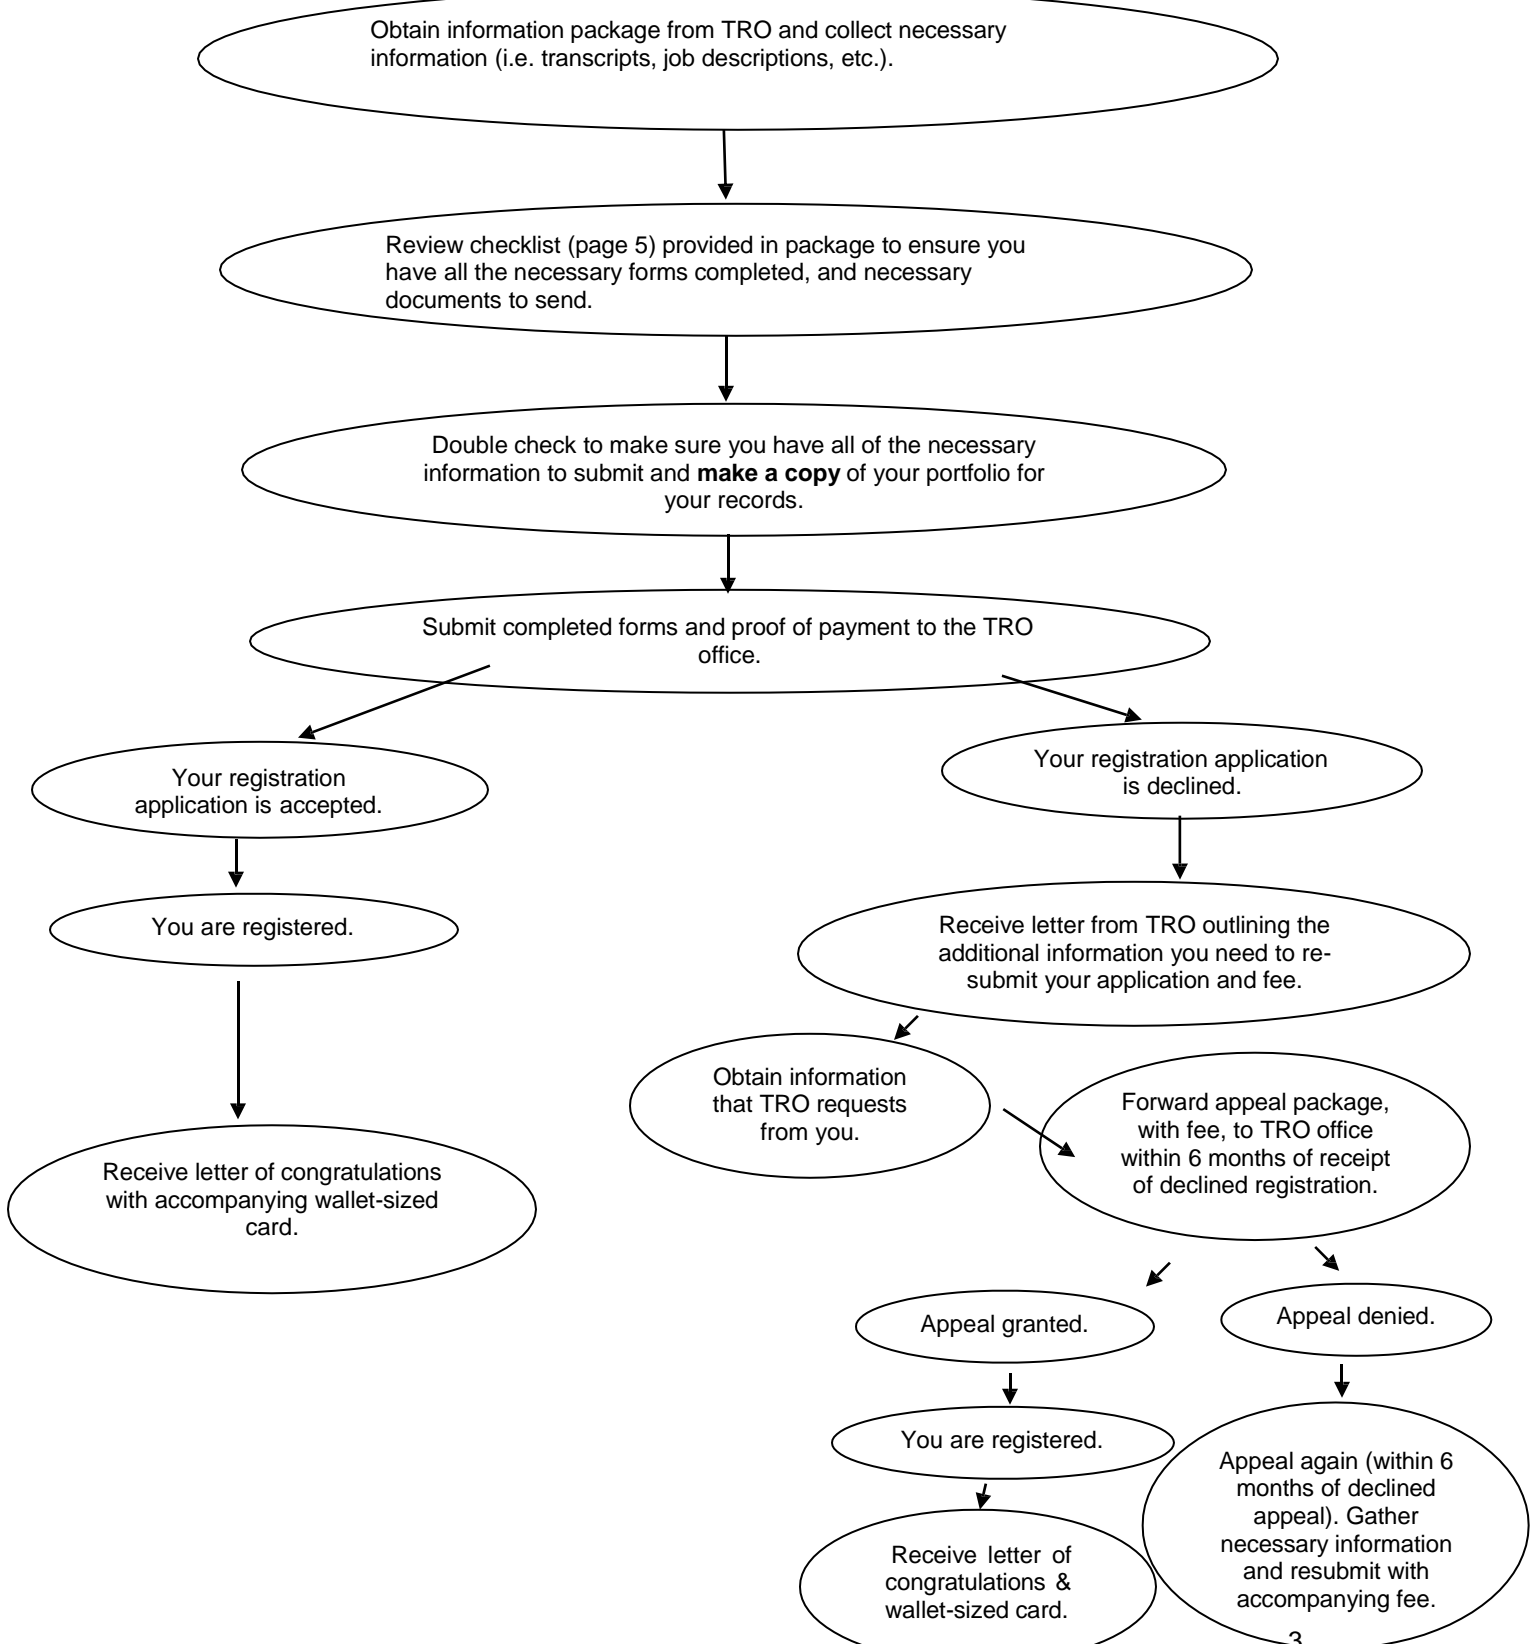 Obtain information package from TRO and collect necessary
information (i.e. transcripts, job descriptions, etc.).
Review checklist (page 5) provided in package to ensure you
have all the necessary forms completed, and necessary
documents to send.
Double check to make sure you have all of the necessary
information to submit and make a copy of your portfolio for
your records.
Submit completed forms and proof of payment to the TRO
office.
Your registration
application is accepted.
You are registered.
Receive letter of congratulations
with accompanying wallet-sized
card.
Your registration application
is declined.
Receive letter from TRO outlining the
additional information you need to re-
submit your application and fee.
Obtain information
that TRO requests
from you.
Forward appeal package,
with fee, to TRO office
within 6 months of receipt
of declined registration.
Appeal granted.
You are registered.
Receive letter of
congratulations &
wallet-sized card.
Appeal denied.
Appeal again (within 6
months of declined
appeal). Gather
necessary information
and resubmit with
accompanying fee.
3